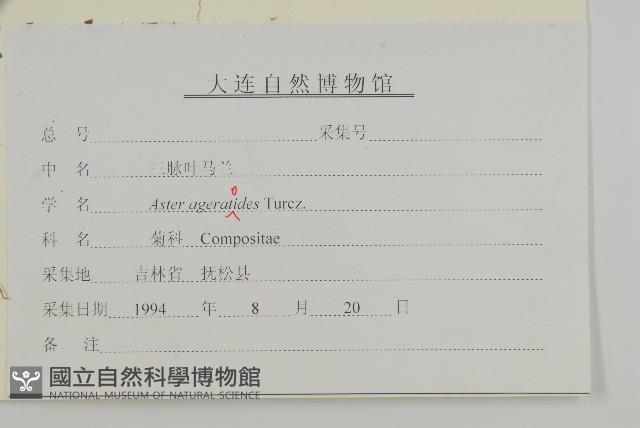 大连自然博物馆
总 号 采集号
中 名 三脉叶马兰
学 名 Aster ageratides Turcz.
o
科 名 菊科 Compositae
采集地 吉林省 抚松县
采集日期 1994 年 8 月 20 日
备 注
國立自然科學博物館
NATIONAL MUSEUM OF NATURAL SCIENCE